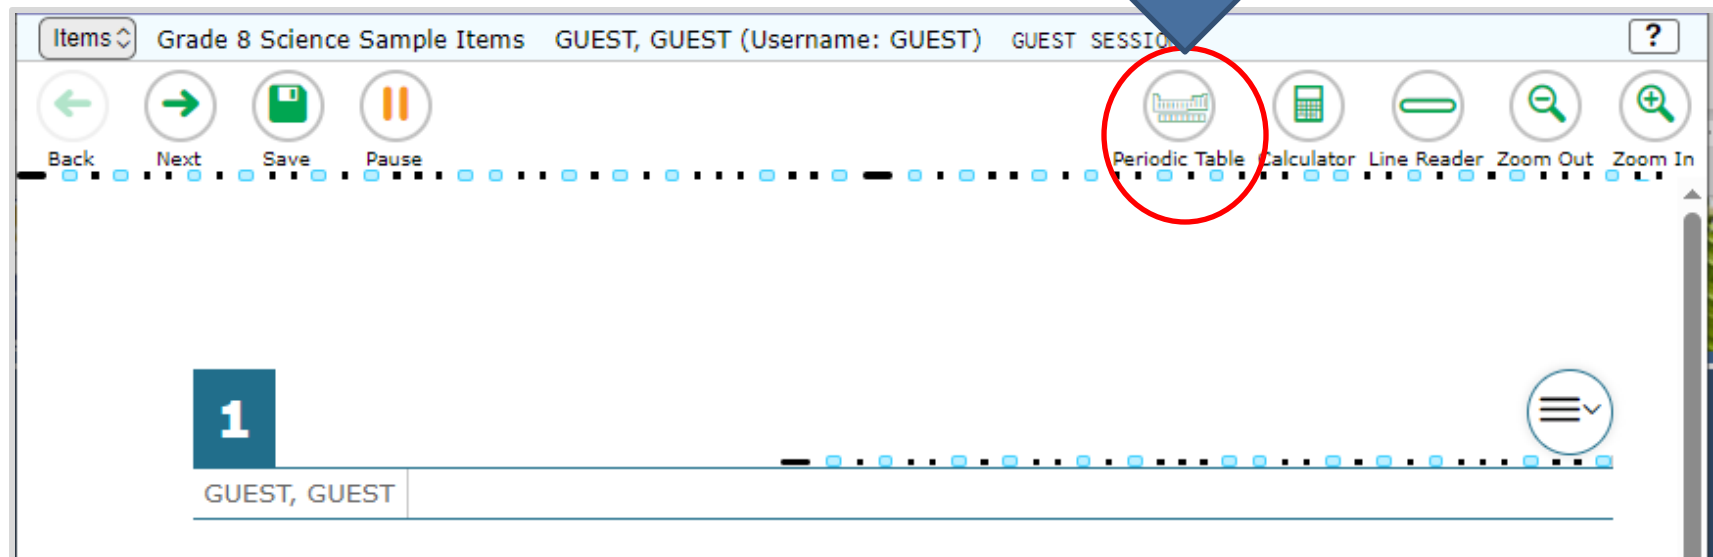 Items Grade 8 Science Sample Items GUEST, GUEST (Username: GUEST) GUEST ?
Back Next Save Pause Periodic Table Calculator Line Reader Zoom Out Zoom In
1
GUEST, GUEST